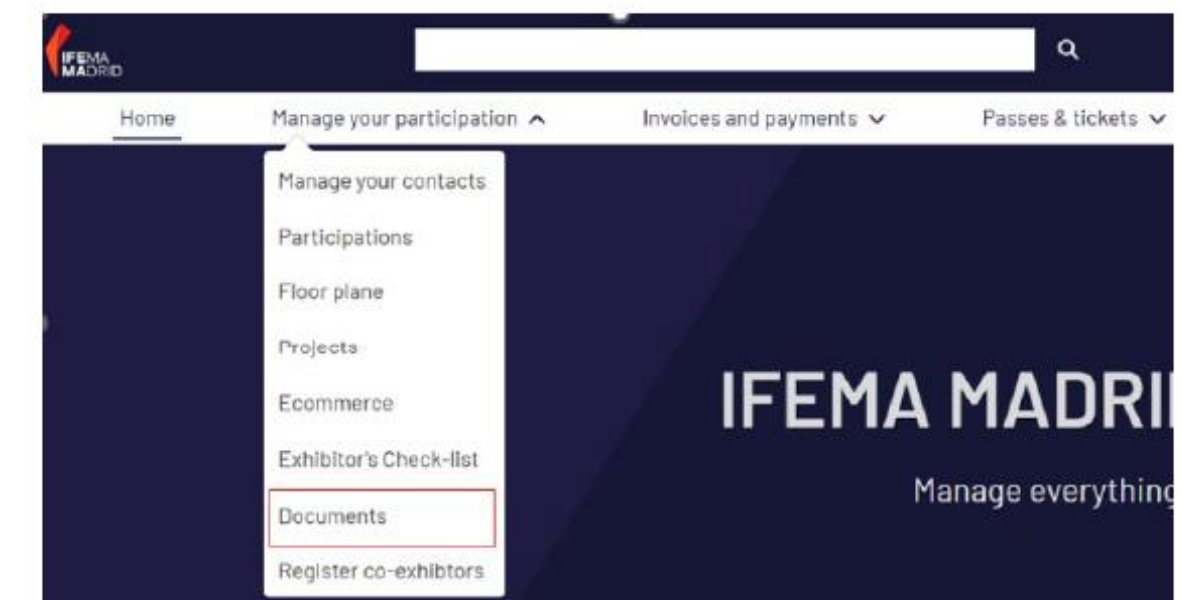 IFEMA
MADRID
Home Manage your participation Invoices and payments Passes & tickets
Manage your contacts
Participations
Floor plane
Projects
Ecommerce
Exhibitor's Check-list
Documents
Register co-exhibtors
IFEMA MADRI
Manage everything